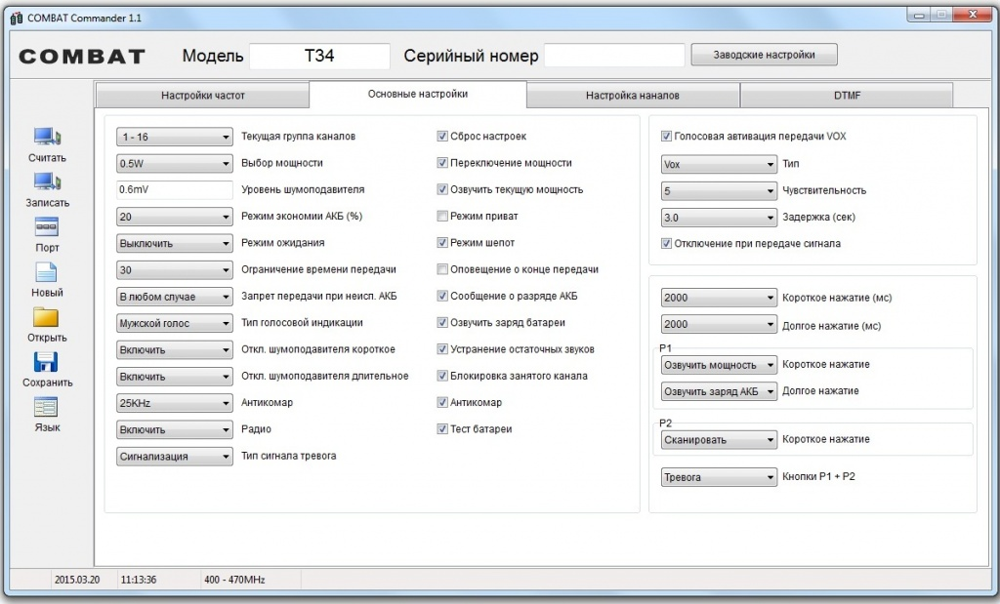 COMBAT Commander 1.1
COMBAT Модель T34 Серийный номер Заводские настройки
Настройки частот Основные настройки Настройка наналов DTMF
Считать
Записать
Порт
Новый
Открыть
Сохранить
Язык
1 - 16 Текущая группа каналов
0.5W Выбор мощности
0.6mV Уровень шумоподавителя
20 Режим экономии АКБ (%)
Выключить Режим ожидания
30 Ограничение времени передачи
В любом случае Запрет передачи при неисп. АКБ
Мужской голос Тип голосовой индикации
Включить Откл. шумоподавителя короткое
Включить Откл. шумоподавителя длительное
25KHz Антикомар
Включить Радио
Сигнализация Тип сигнала тревога
Сброс настроек
Переключение мощности
Озвучить текущую мощность
Режим приват
Режим шепот
Оповещение о конце передачи
Сообщение о разряде АКБ
Озвучить заряд батареи
Устранение остаточных звуков
Блокировка занятого канала
Антикомар
Тест батареи
Голосовая активация передачи VOX
Vox Тип
5 Чувствительность
3.0 Задержка (сек)
Отключение при передаче сигнала
2000 Короткое нажатие (мс)
2000 Долгое нажатие (мс)
P1
Озвучить мощность Короткое нажатие
Озвучить заряд АКБ Долгое нажатие
P2
Сканировать Короткое нажатие
Тревога Кнопки P1 + P2
2015.03.20 11:13:36 400 - 470MHz